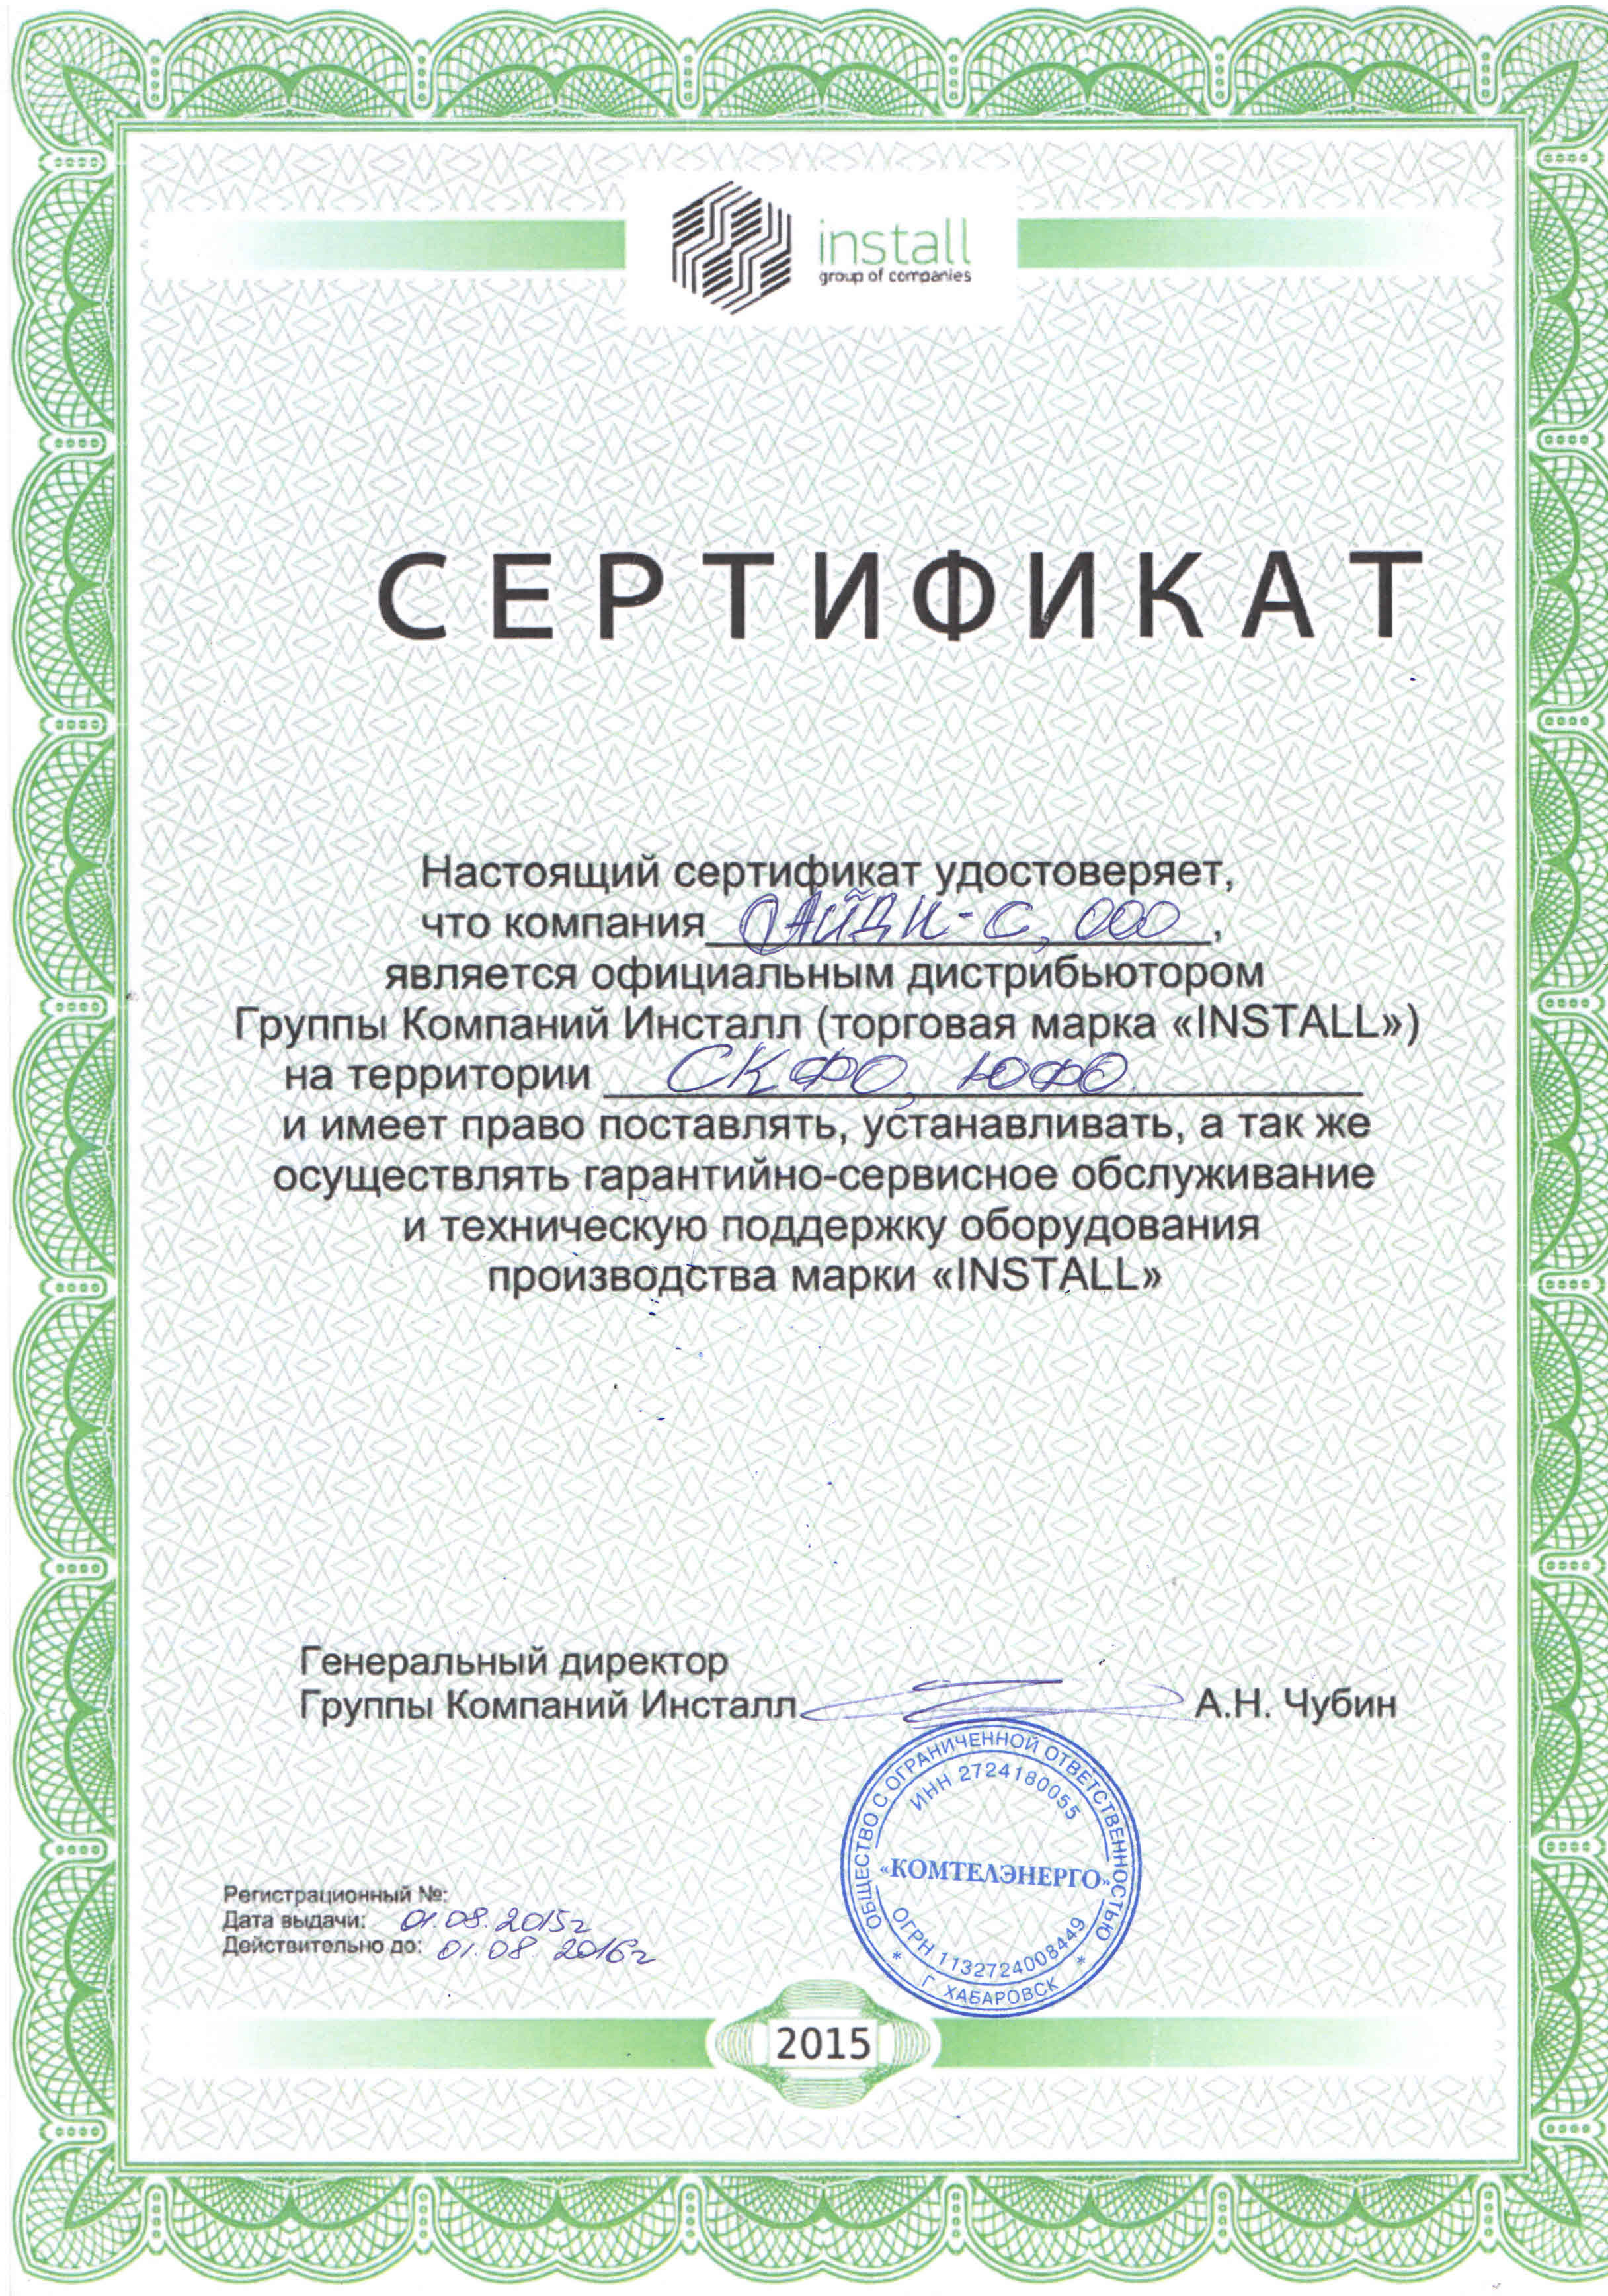 install
group of companies
СЕРТИФИКАТ
Настоящий сертификат удостоверяет,
что компания АЙДИ-С, ООО,
является официальным дистрибьютором
Группы Компаний Инсталл (торговая марка «INSTALL»)
на территории СКФО, ЮФО
и имеет право поставлять, устанавливать, а так же
осуществлять гарантийно-сервисное обслуживание
и техническую поддержку оборудования
производства марки «INSTALL»
Генеральный директор
Группы Компаний Инсталл А.Н. Чубин
ОБЩЕСТВО С ОГРАНИЧЕННОЙ ОТВЕТСТВЕННОСТЬЮ
ИНН 2724180055
«КОМТЕЛЭНЕРГО»
ОГРН 1132724008449
* Г. ХАБАРОВСК *
Регистрационный №:
Дата выдачи: 01.08.2015г
Действительно до: 01.08.2016г
2015